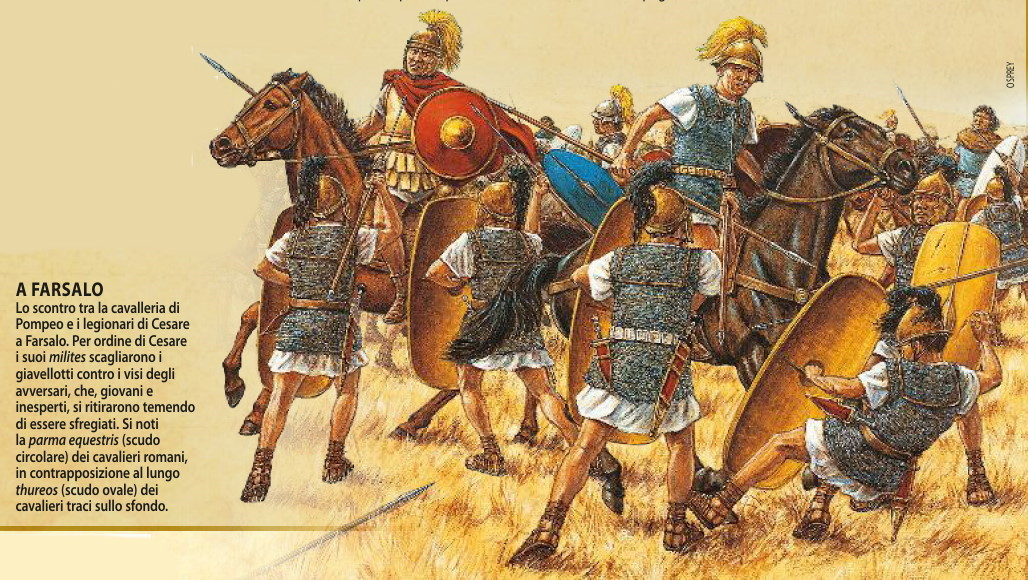 A FARSALO
Lo scontro tra la cavalleria di
Pompeo e i legionari di Cesare
a Farsalo. Per ordine di Cesare
i suoi milites scagliarono i
giavellotti contro i visi degli
avversari, che, giovani e
inesperti, si ritirarono temendo
di essere sfregiati. Si noti
la parma equestris (scudo
circolare) dei cavalieri romani,
in contrapposizione al lungo
thureos (scudo ovale) dei
cavalieri traci sullo sfondo.
OSPREY